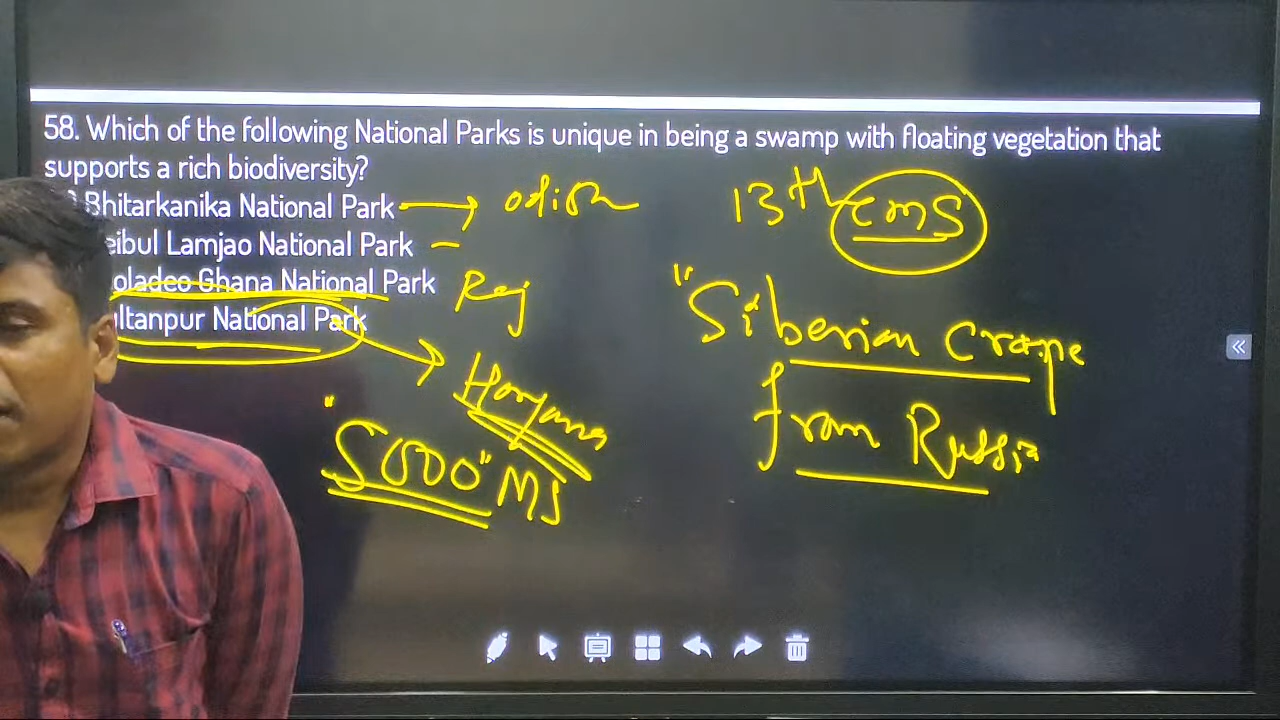 58. Which of the following National Parks is unique in being a swamp with floating vegetation that
supports a rich biodiversity?
Bhitarkanika National Park → odish
eibul Lamjao National Park –
oladeo Ghana National Park Raj
ultanpur National Park → Haryana
"5000" MS
13th CMS
"Siberian Crane
from Russia